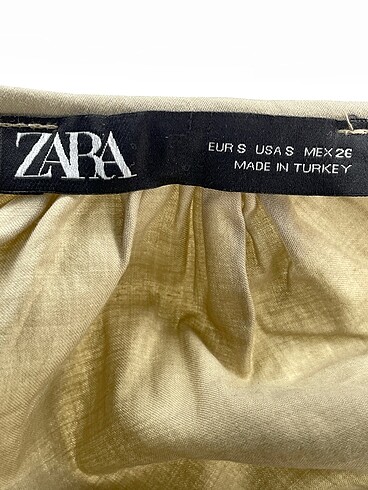 ZARA
EUR S USA S MEX 26
MADE IN TURKEY